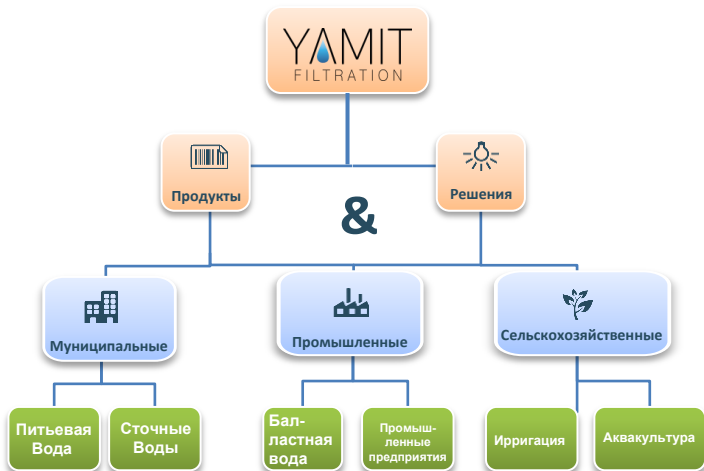 YAMIT
FILTRATION
Продукты
Решения
&
Муниципальные
Промышленные
Сельскохозяйственные
Питьевая
Вода
Сточные
Воды
Бал-
ластная
вода
Промыш-
ленные
предприятия
Ирригация
Аквакультура